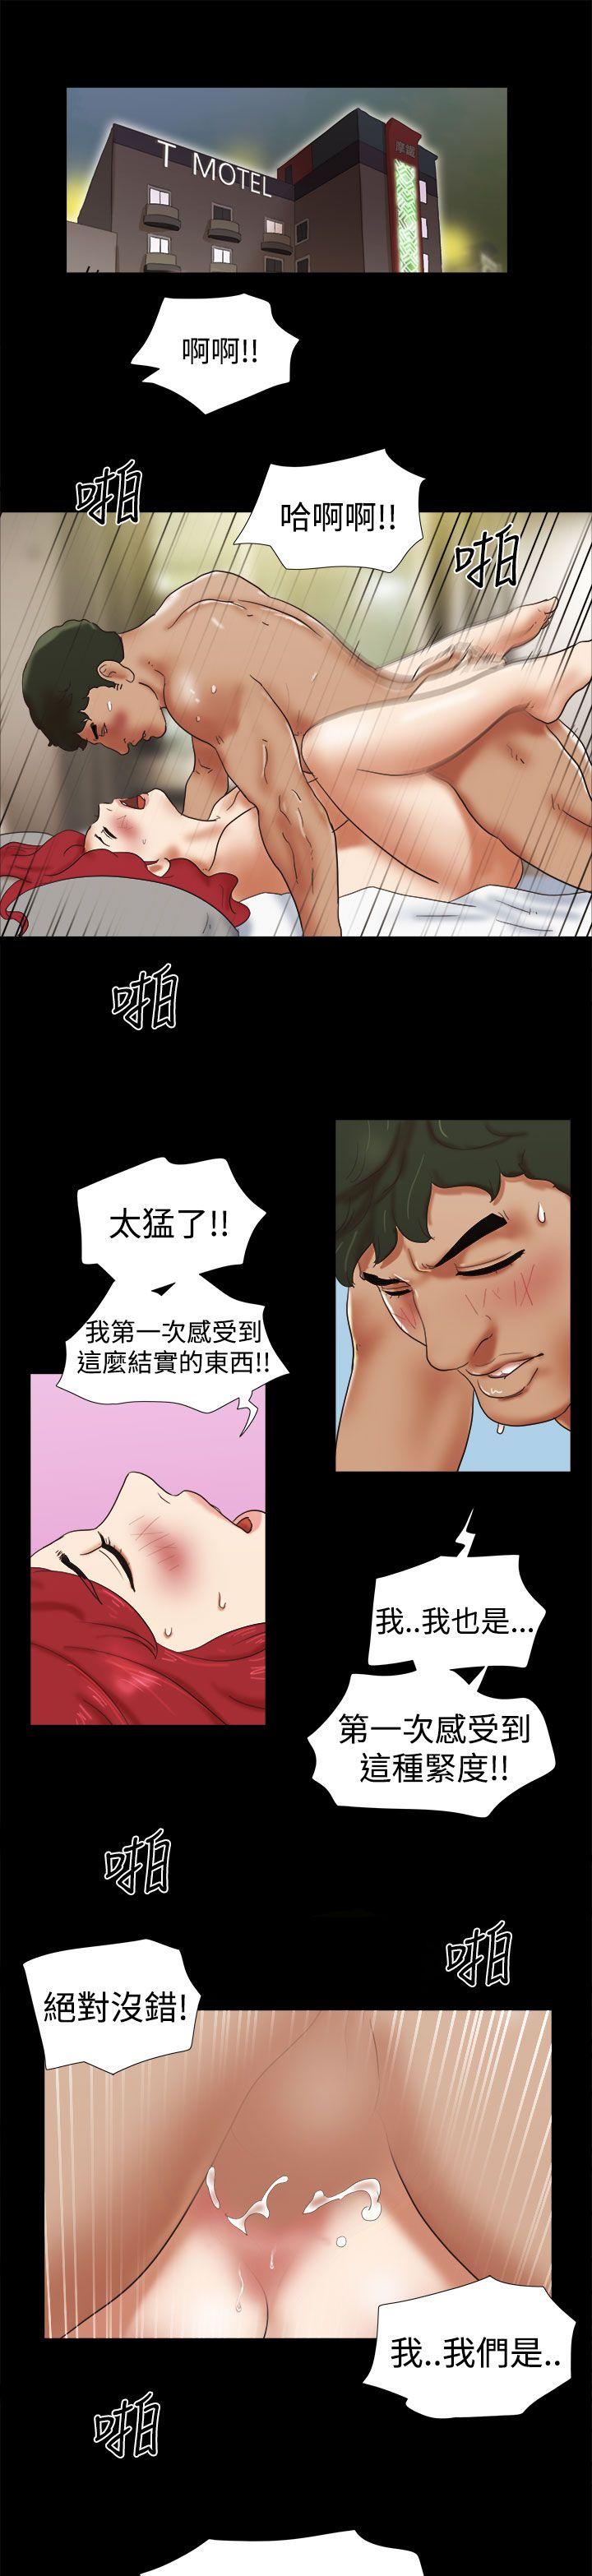 T MOTEL
摩鐵
啊啊!!
啪
哈啊啊!!
啪
啪
太猛了!!
我第一次感受到
這麼結實的東西!!
我..我也是...
第一次感受到
這種緊度!!
啪
啪
絕對沒錯!
我..我們是..
啪